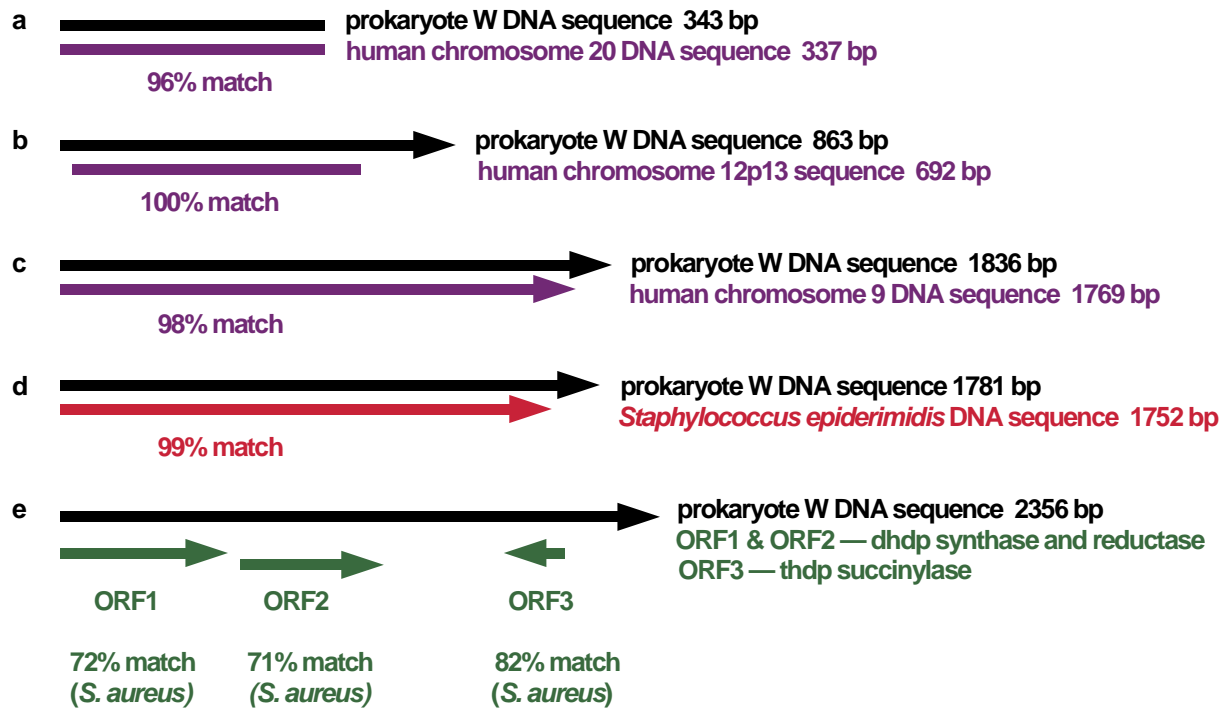 a
prokaryote W DNA sequence 343 bp
human chromosome 20 DNA sequence 337 bp
96% match
b
prokaryote W DNA sequence 863 bp
human chromosome 12p13 sequence 692 bp
100% match
c
prokaryote W DNA sequence 1836 bp
human chromosome 9 DNA sequence 1769 bp
98% match
d
prokaryote W DNA sequence 1781 bp
Staphylococcus epiderimidis DNA sequence 1752 bp
99% match
e
prokaryote W DNA sequence 2356 bp
ORF1 & ORF2 — dhdp synthase and reductase
ORF3 — thdp succinylase
ORF1 ORF2 ORF3
72% match 71% match 82% match
(S. aureus) (S. aureus) (S. aureus)